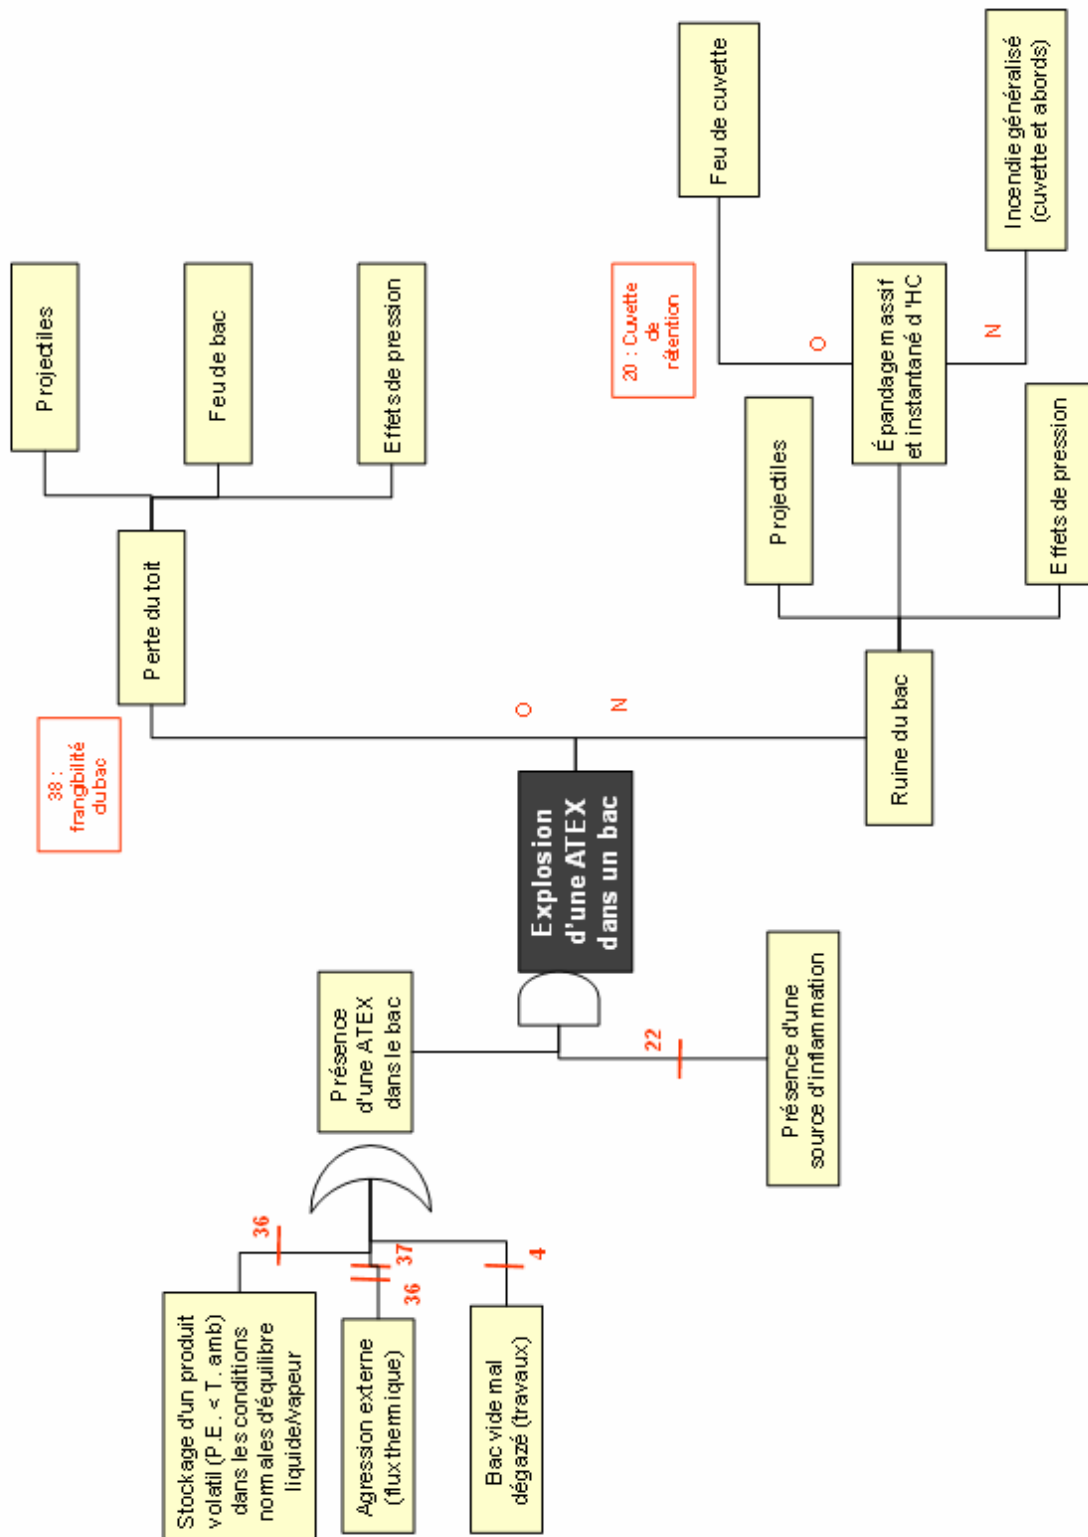 Stockage d'un produit
volatil (P.E. < T. amb)
dans les conditions
normales d'équilibre
liquide/vapeur
36
Agression externe
(flux thermique)
36
37
Bac vide mal
dégazé (travaux)
4
Présence
d'une ATEX
dans le bac
Présence d'une
source d'inflammation
22
Explosion
d'une ATEX
dans un bac
38 :
frangibilité
du bac
O
N
Perte du toit
Projectiles
Feu de bac
Effets de pression
Ruine du bac
Projectiles
Épandage massif
et instantané d'HC
Effets de pression
20 : Cuvette
de
rétention
O
N
Feu de cuvette
Incendie généralisé
(cuvette et abords)